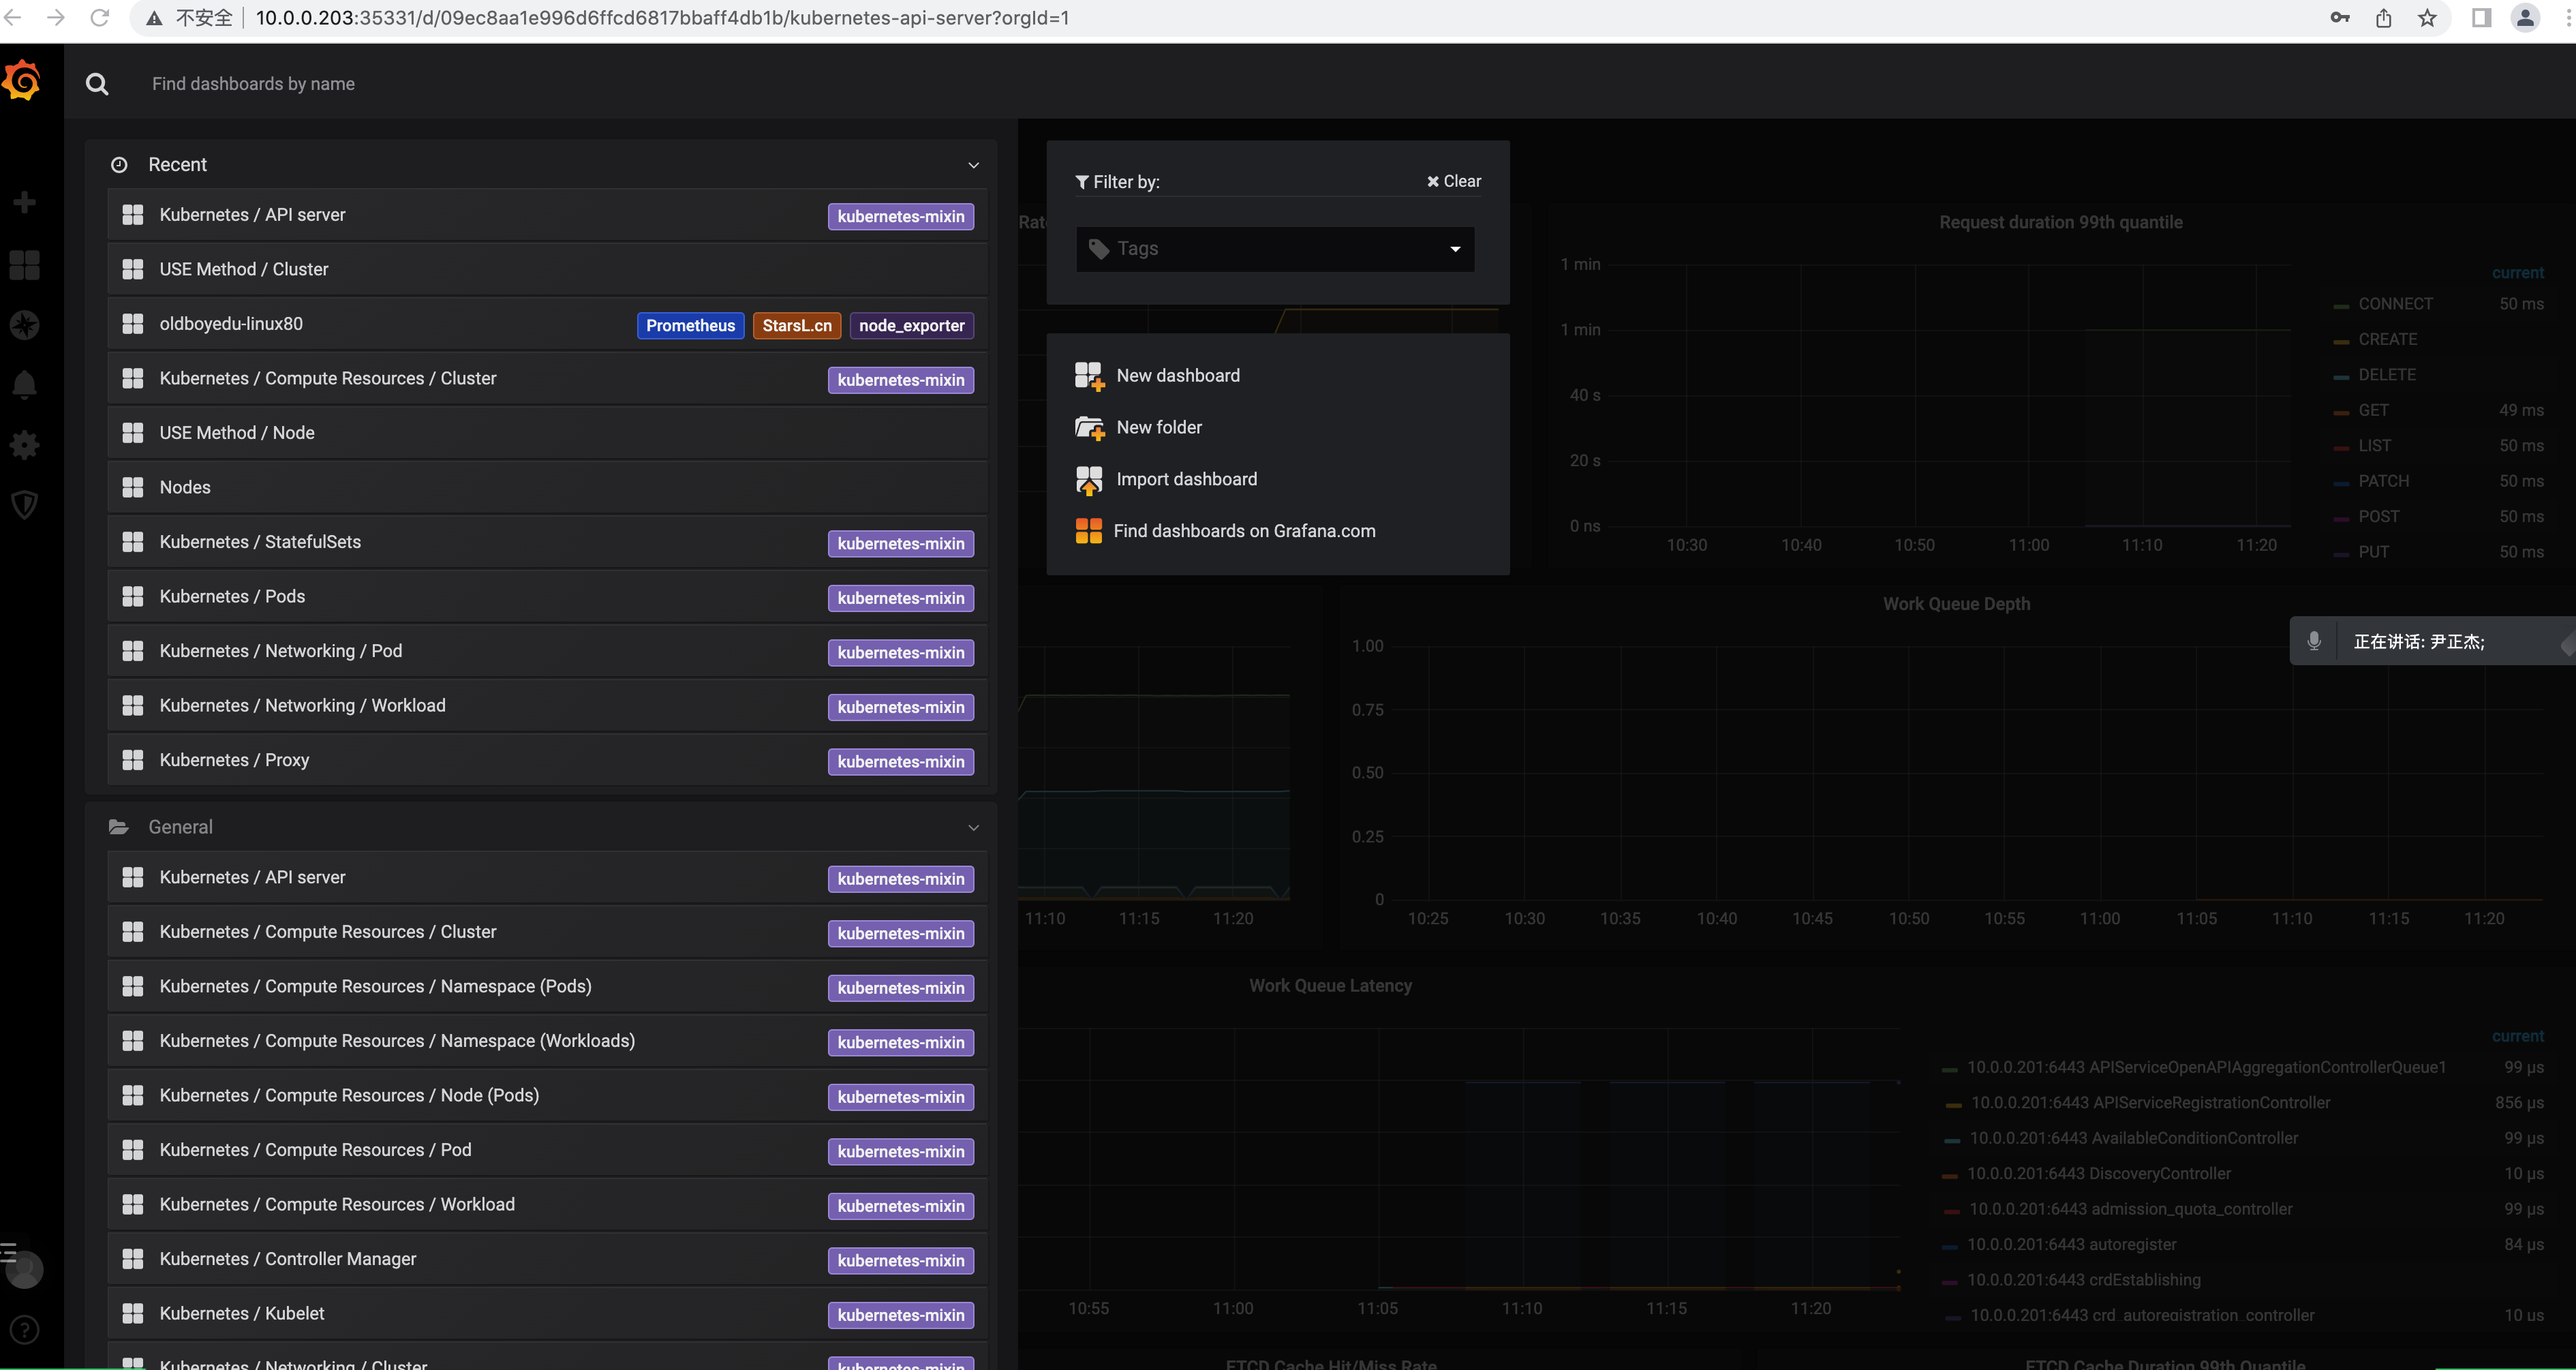 不安全 10.0.0.203:35331/d/09ec8aa1e996d6ffcd6817bbaff4db1b/kubernetes-api-server?orgId=1
Find dashboards by name
Recent
Kubernetes / API server kubernetes-mixin
USE Method / Cluster
oldboyedu-linux80 Prometheus StarsL.cn node_exporter
Kubernetes / Compute Resources / Cluster kubernetes-mixin
USE Method / Node
Nodes
Kubernetes / StatefulSets kubernetes-mixin
Kubernetes / Pods kubernetes-mixin
Kubernetes / Networking / Pod kubernetes-mixin
Kubernetes / Networking / Workload kubernetes-mixin
Kubernetes / Proxy kubernetes-mixin
General
Kubernetes / API server kubernetes-mixin
Kubernetes / Compute Resources / Cluster kubernetes-mixin
Kubernetes / Compute Resources / Namespace (Pods) kubernetes-mixin
Kubernetes / Compute Resources / Namespace (Workloads) kubernetes-mixin
Kubernetes / Compute Resources / Node (Pods) kubernetes-mixin
Kubernetes / Compute Resources / Pod kubernetes-mixin
Kubernetes / Compute Resources / Workload kubernetes-mixin
Kubernetes / Controller Manager kubernetes-mixin
Kubernetes / Kubelet kubernetes-mixin
Kubernetes / Networking / Cluster kubernetes-mixin
Filter by: Clear
Tags
New dashboard
New folder
Import dashboard
Find dashboards on Grafana.com
Request duration 99th quantile
1 min
1 min
40 s
20 s
0 ns
10:30 10:40 10:50 11:00 11:10 11:20
current
CONNECT 50 ms
CREATE
DELETE
GET 49 ms
LIST 50 ms
PATCH 50 ms
POST 50 ms
PUT 50 ms
正在讲话: 尹正杰;
11:10 11:15 11:20
Work Queue Depth
1.00
0.75
0.50
0.25
0
10:25 10:30 10:35 10:40 10:45 10:50 10:55 11:00 11:05 11:10 11:15 11:20
Work Queue Latency
10:55 11:00 11:05 11:10 11:15 11:20
current
10.0.0.201:6443 APIServiceOpenAPIAggregationControllerQueue1 99 µs
10.0.0.201:6443 APIServiceRegistrationController 856 µs
10.0.0.201:6443 AvailableConditionController 99 µs
10.0.0.201:6443 DiscoveryController 10 µs
10.0.0.201:6443 admission_quota_controller 99 µs
10.0.0.201:6443 autoregister 84 µs
10.0.0.201:6443 crdEstablishing
10.0.0.201:6443 crd_autoregistration_controller 10 µs
ETCD Cache Hit/Miss Rate
ETCD Cache Duration 99th Quantile